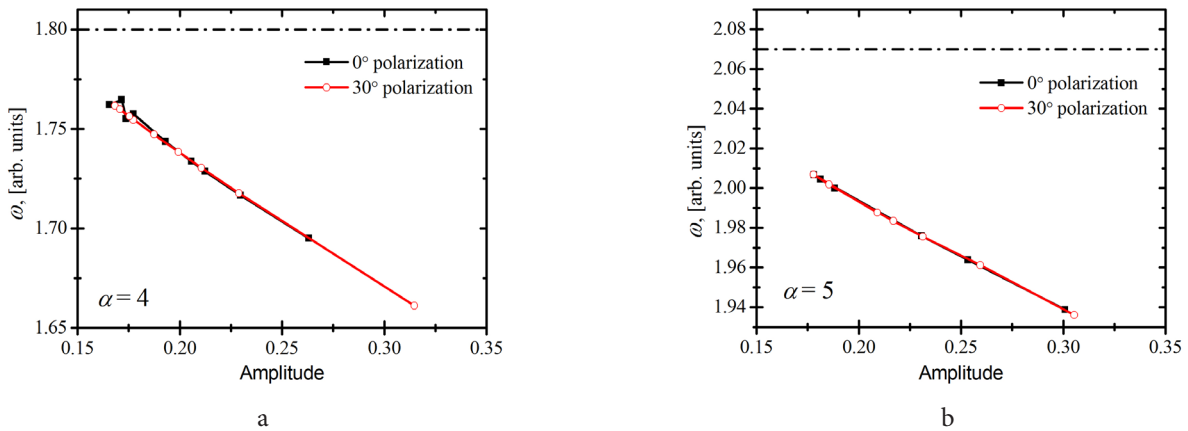 1.80
1.75
1.70
1.65
0.15 0.20 0.25 0.30 0.35
ω, [arb. units]
Amplitude
0° polarization
30° polarization
α = 4
a
2.08
2.06
2.04
2.02
2.00
1.98
1.96
1.94
0.15 0.20 0.25 0.30 0.35
ω, [arb. units]
Amplitude
0° polarization
30° polarization
α = 5
b